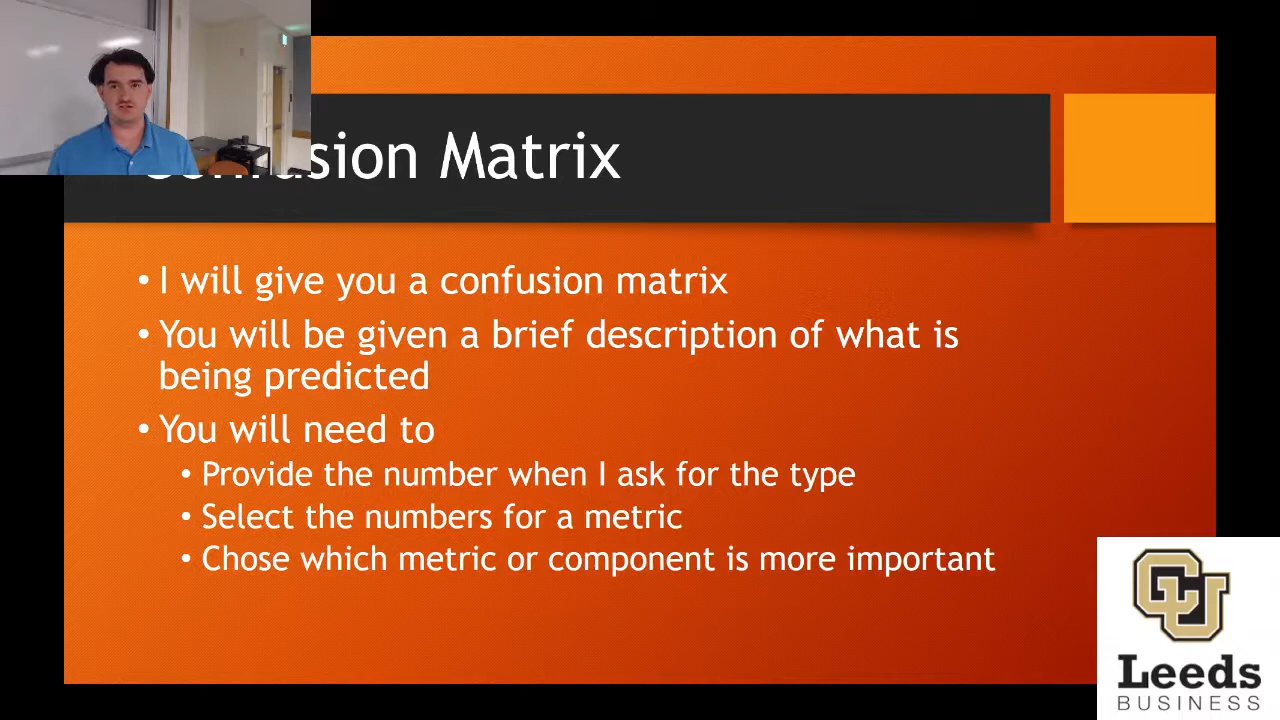 Confusion Matrix
• I will give you a confusion matrix
• You will be given a brief description of what is
being predicted
• You will need to
• Provide the number when I ask for the type
• Select the numbers for a metric
• Chose which metric or component is more important
CU
Leeds
BUSINESS